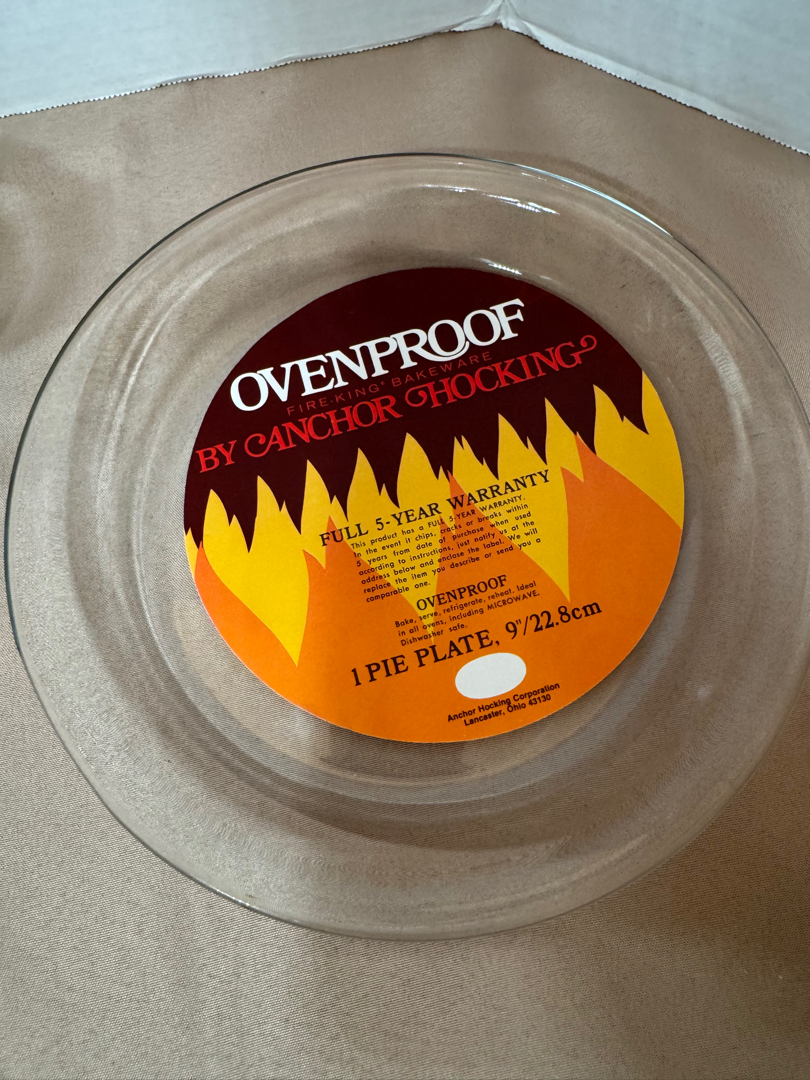 OVENPROOF
FIRE-KING® BAKEWARE
BY ANCHOR HOCKING
FULL 5-YEAR WARRANTY
This product has a FULL 5-YEAR WARRANTY.
In the event it chips, cracks or breaks within
5 years from date of purchase when used
according to instructions, just notify us at the
address below and enclose the label. We will
replace the item you describe or send you a
comparable one.
OVENPROOF
Bake, serve, refrigerate, reheat. Ideal
in all ovens, including MICROWAVE.
Dishwasher safe.
1 PIE PLATE, 9"/22.8cm
Anchor Hocking Corporation
Lancaster, Ohio 43130